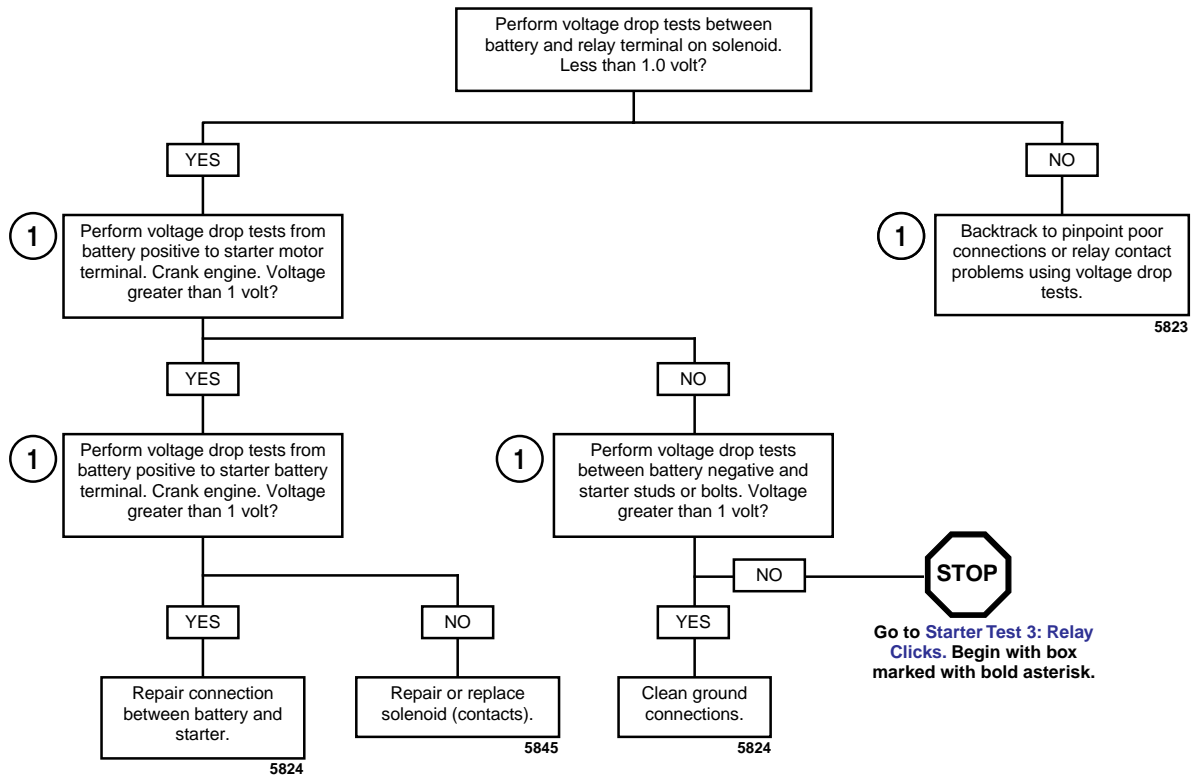 Perform voltage drop tests between
battery and relay terminal on solenoid.
Less than 1.0 volt?
YES
NO
1
Perform voltage drop tests from
battery positive to starter motor
terminal. Crank engine. Voltage
greater than 1 volt?
1
Backtrack to pinpoint poor
connections or relay contact
problems using voltage drop
tests.
5823
YES
NO
1
Perform voltage drop tests from
battery positive to starter battery
terminal. Crank engine. Voltage
greater than 1 volt?
1
Perform voltage drop tests
between battery negative and
starter studs or bolts. Voltage
greater than 1 volt?
NO
STOP
Go to Starter Test 3: Relay
Clicks. Begin with box
marked with bold asterisk.
YES
NO
YES
Repair connection
between battery and
starter.
5824
Repair or replace
solenoid (contacts).
5845
Clean ground
connections.
5824